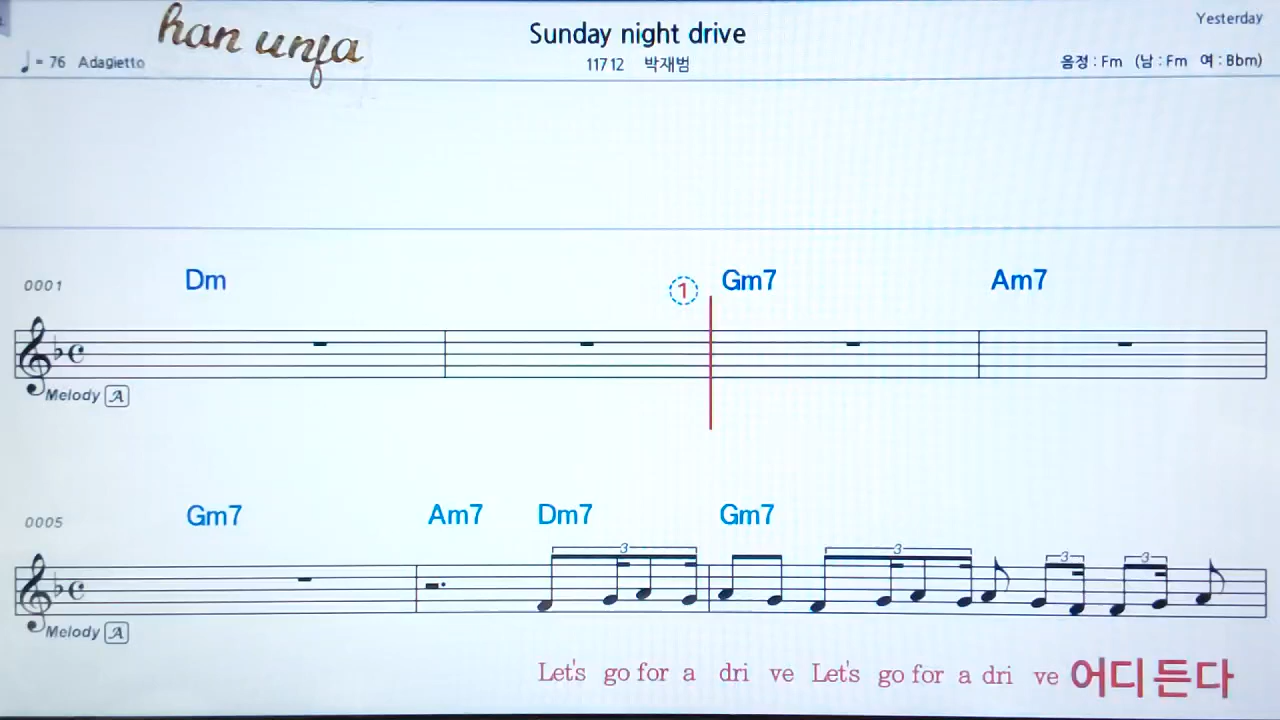 han unfa
Sunday night drive
Yesterday
♩= 76 Adagietto
11712 박재범
음정 : Fm (남 : Fm 여 : Bbm)
0001 Dm ① Gm7 Am7
Melody A
0005 Gm7 Am7 Dm7 Gm7
3 3 3 3
Melody A
Let's go for a dri ve Let's go for a dri ve 어디 든다